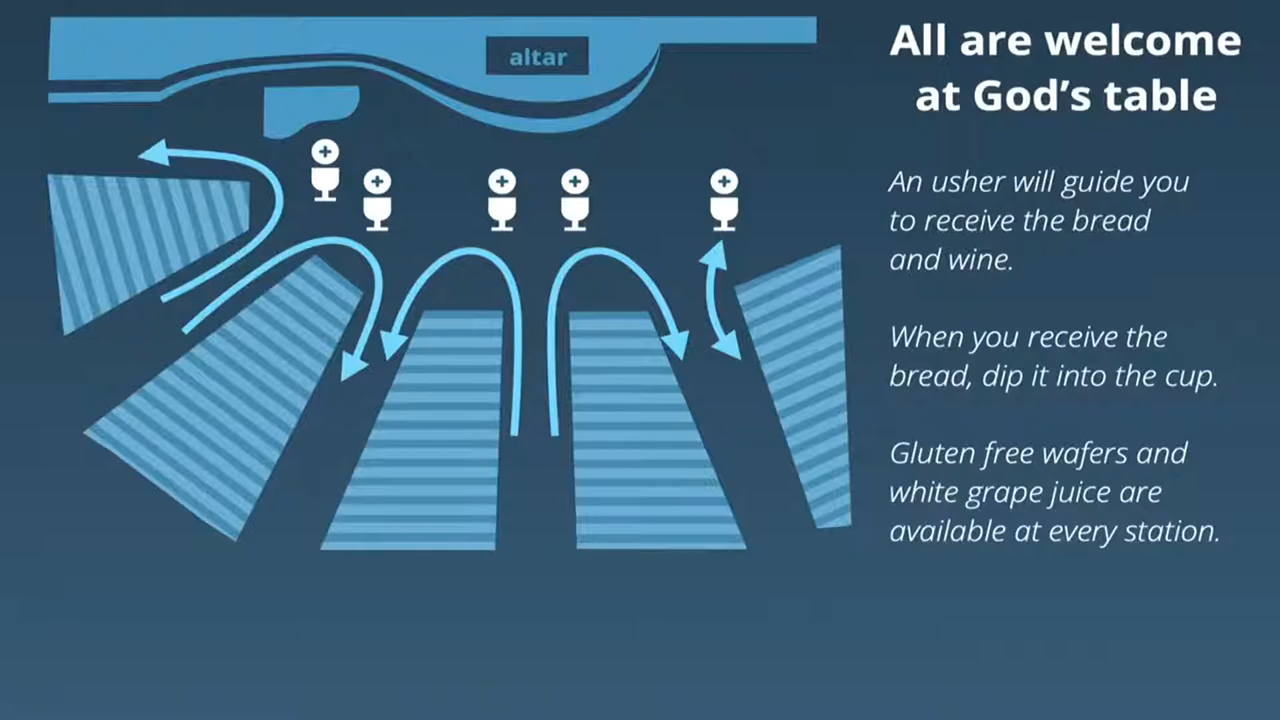 altar
All are welcome
at God’s table
An usher will guide you
to receive the bread
and wine.
When you receive the
bread, dip it into the cup.
Gluten free wafers and
white grape juice are
available at every station.